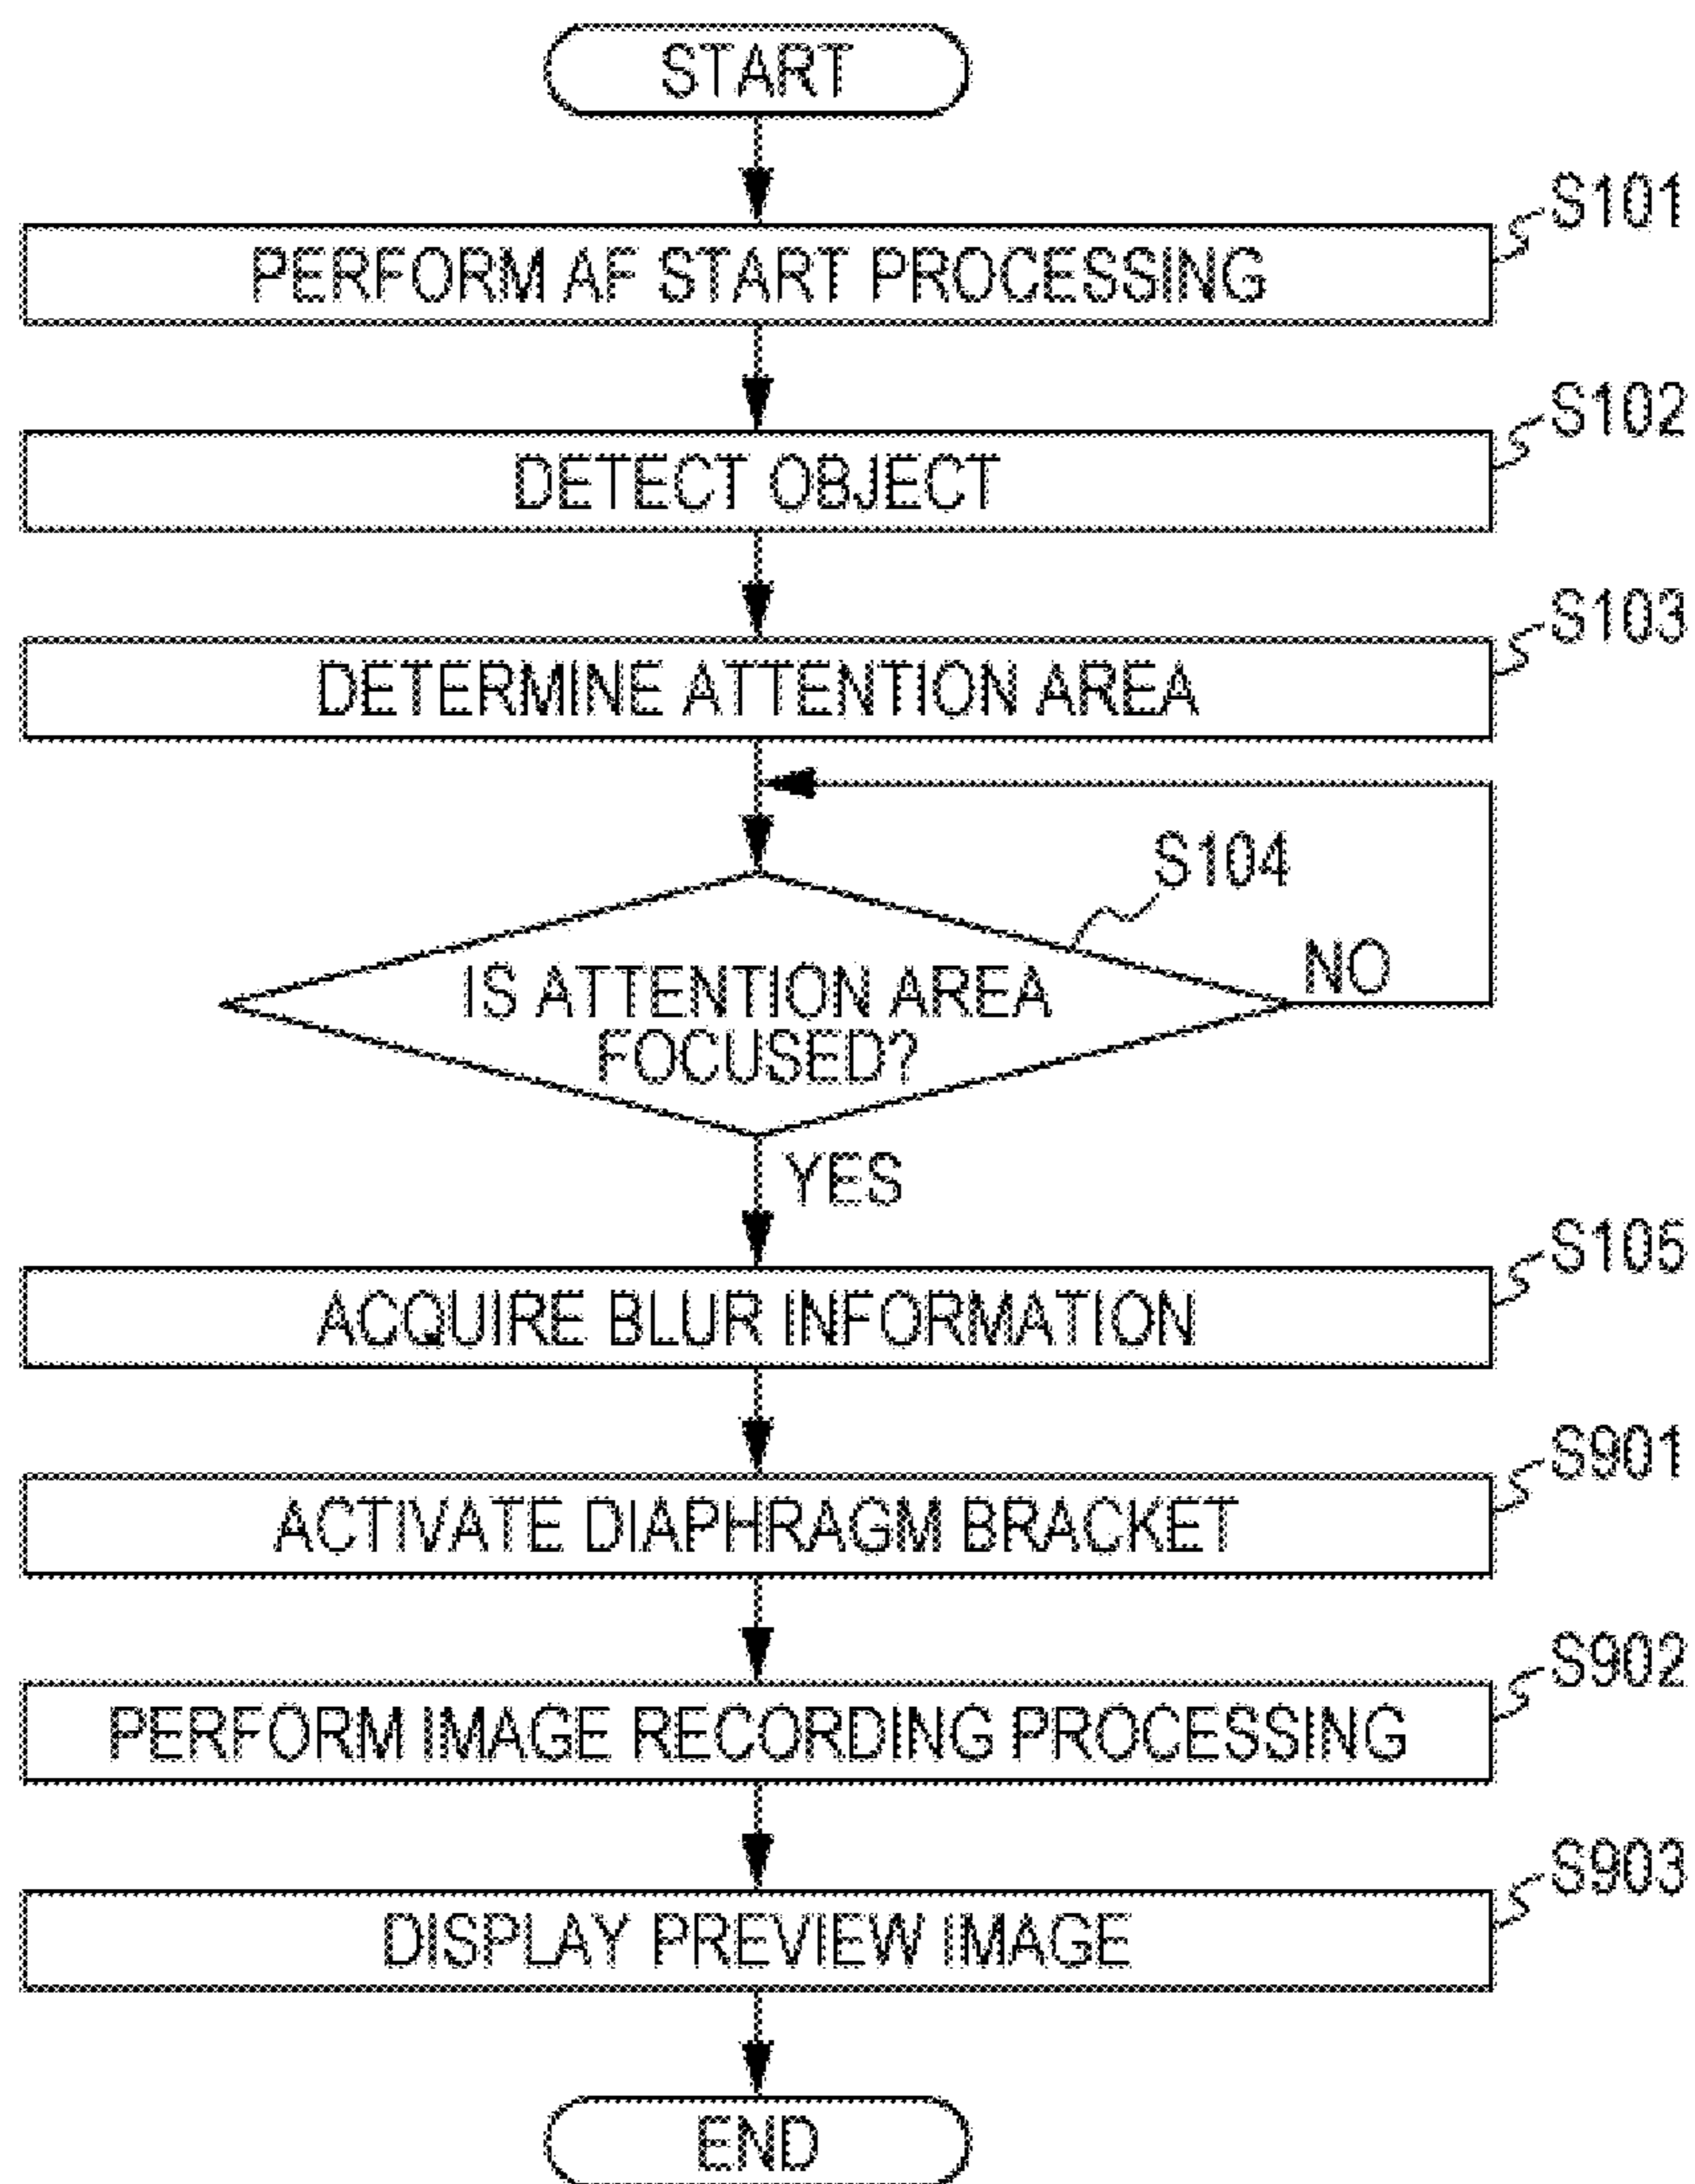 START
S101
PERFORM AF START PROCESSING
S102
DETECT OBJECT
S103
DETERMINE ATTENTION AREA
S104
IS ATTENTION AREA
FOCUSED?
NO
YES
S105
ACQUIRE BLUR INFORMATION
S901
ACTIVATE DIAPHRAGM BRACKET
S902
PERFORM IMAGE RECORDING PROCESSING
S903
DISPLAY PREVIEW IMAGE
END